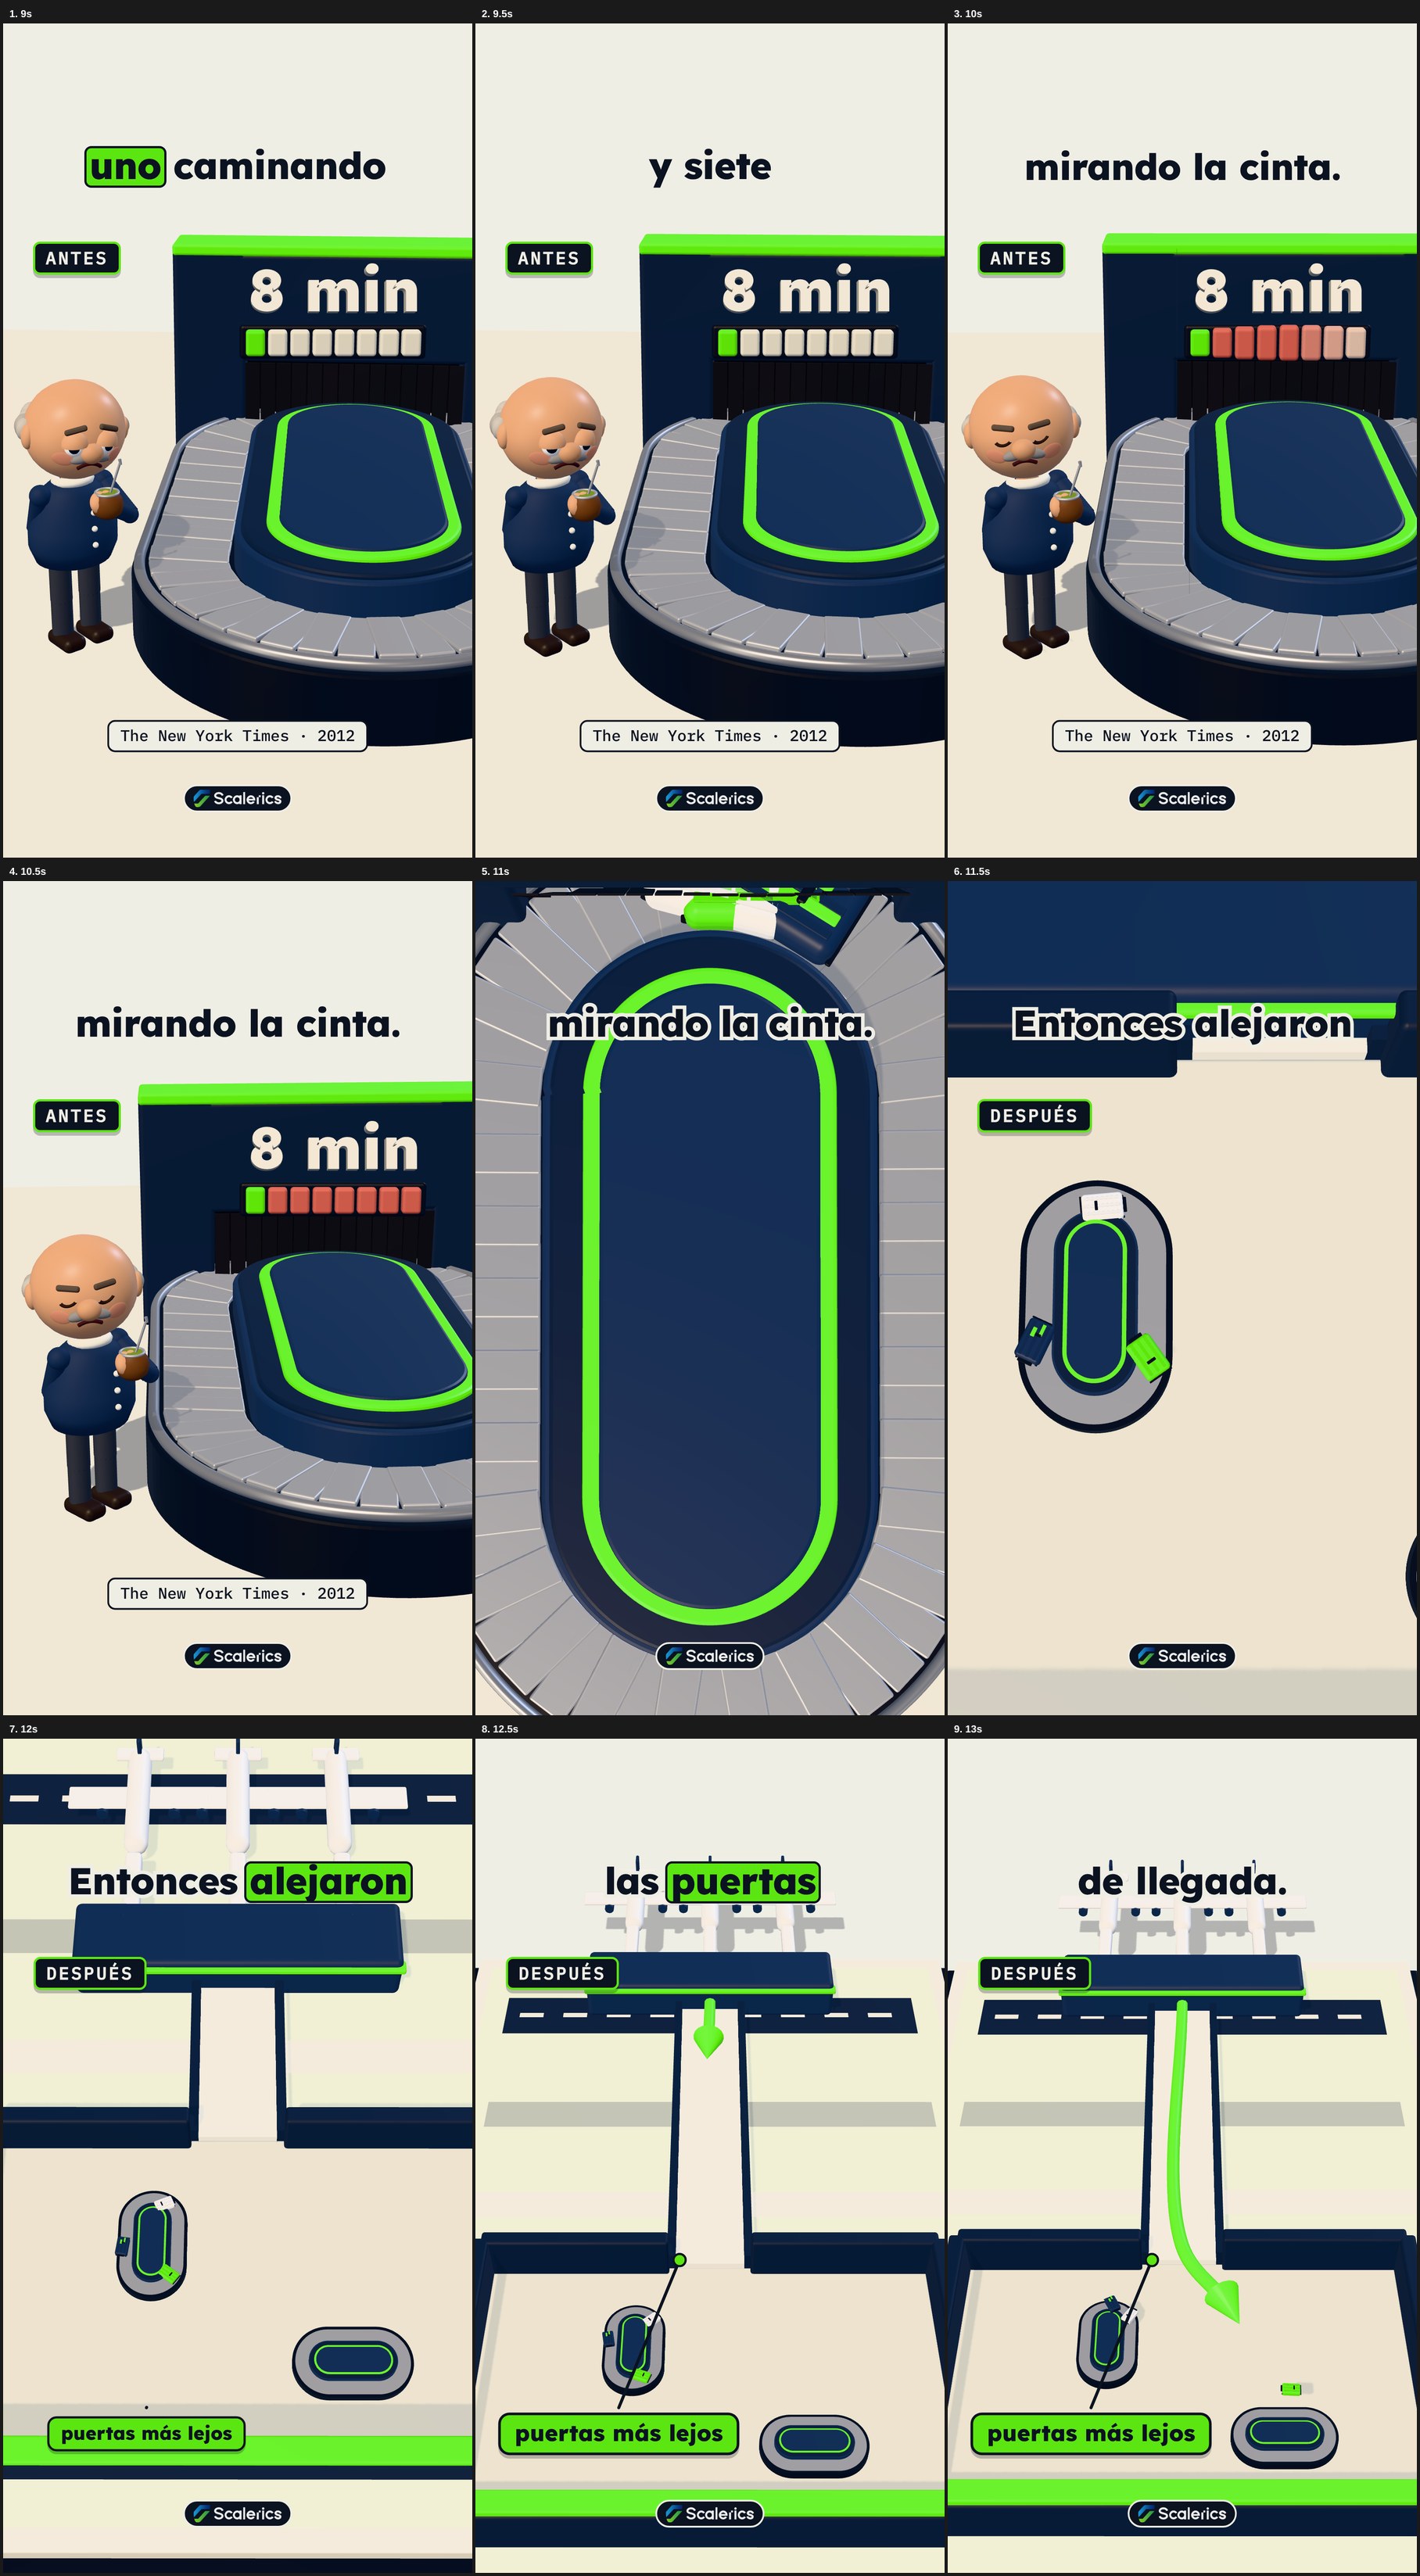 1. 9s
uno caminando
ANTES
8 min
The New York Times · 2012
Scalerics
2. 9.5s
y siete
ANTES
8 min
The New York Times · 2012
Scalerics
3. 10s
mirando la cinta.
ANTES
8 min
The New York Times · 2012
Scalerics
4. 10.5s
mirando la cinta.
ANTES
8 min
The New York Times · 2012
Scalerics
5. 11s
mirando la cinta.
Scalerics
6. 11.5s
Entonces alejaron
DESPUÉS
Scalerics
7. 12s
Entonces alejaron
DESPUÉS
puertas más lejos
Scalerics
8. 12.5s
las puertas
DESPUÉS
puertas más lejos
Scalerics
9. 13s
de llegada.
DESPUÉS
puertas más lejos
Scalerics